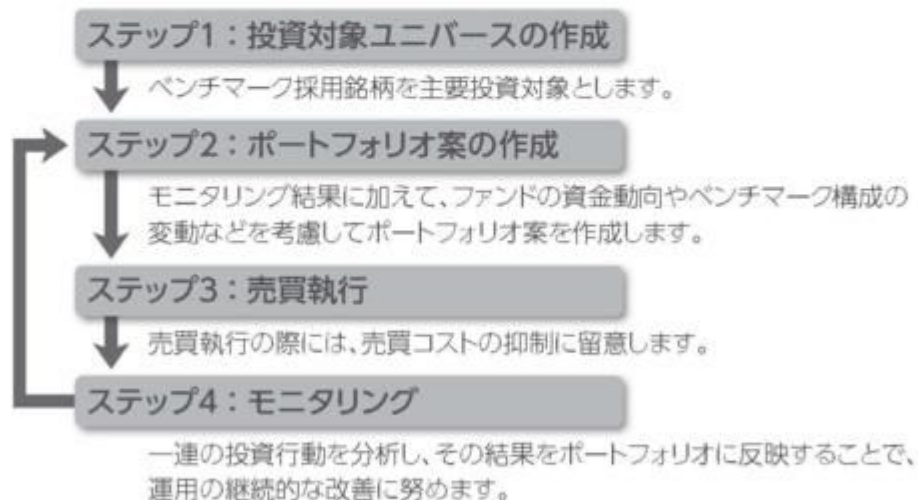 ステップ1：投資対象ユニバースの作成
ベンチマーク採用銘柄を主要投資対象とします。
ステップ2：ポートフォリオ案の作成
モニタリング結果に加えて、ファンドの資金動向やベンチマーク構成の
変動などを考慮してポートフォリオ案を作成します。
ステップ3：売買執行
売買執行の際には、売買コストの抑制に留意します。
ステップ4：モニタリング
一連の投資行動を分析し、その結果をポートフォリオに反映することで、
運用の継続的な改善に努めます。